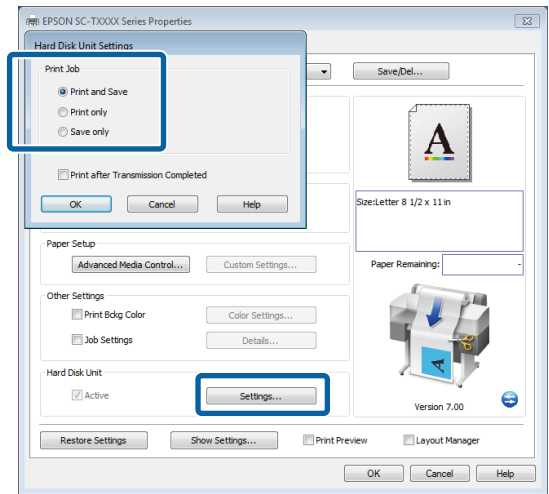 EPSON SC-TXXXX Series Properties
Hard Disk Unit Settings
Print Job
Print and Save
Print only
Save only
Print after Transmission Completed
OK Cancel Help
Save/Del...
A
Size:Letter 8 1/2 x 11 in
Paper Setup
Advanced Media Control... Custom Settings...
Paper Remaining: -
Other Settings
Print Bckg Color Color Settings...
Job Settings Details...
A
Hard Disk Unit
Active Settings...
Version 7.00
Restore Settings Show Settings... Print Preview Layout Manager
OK Cancel Help